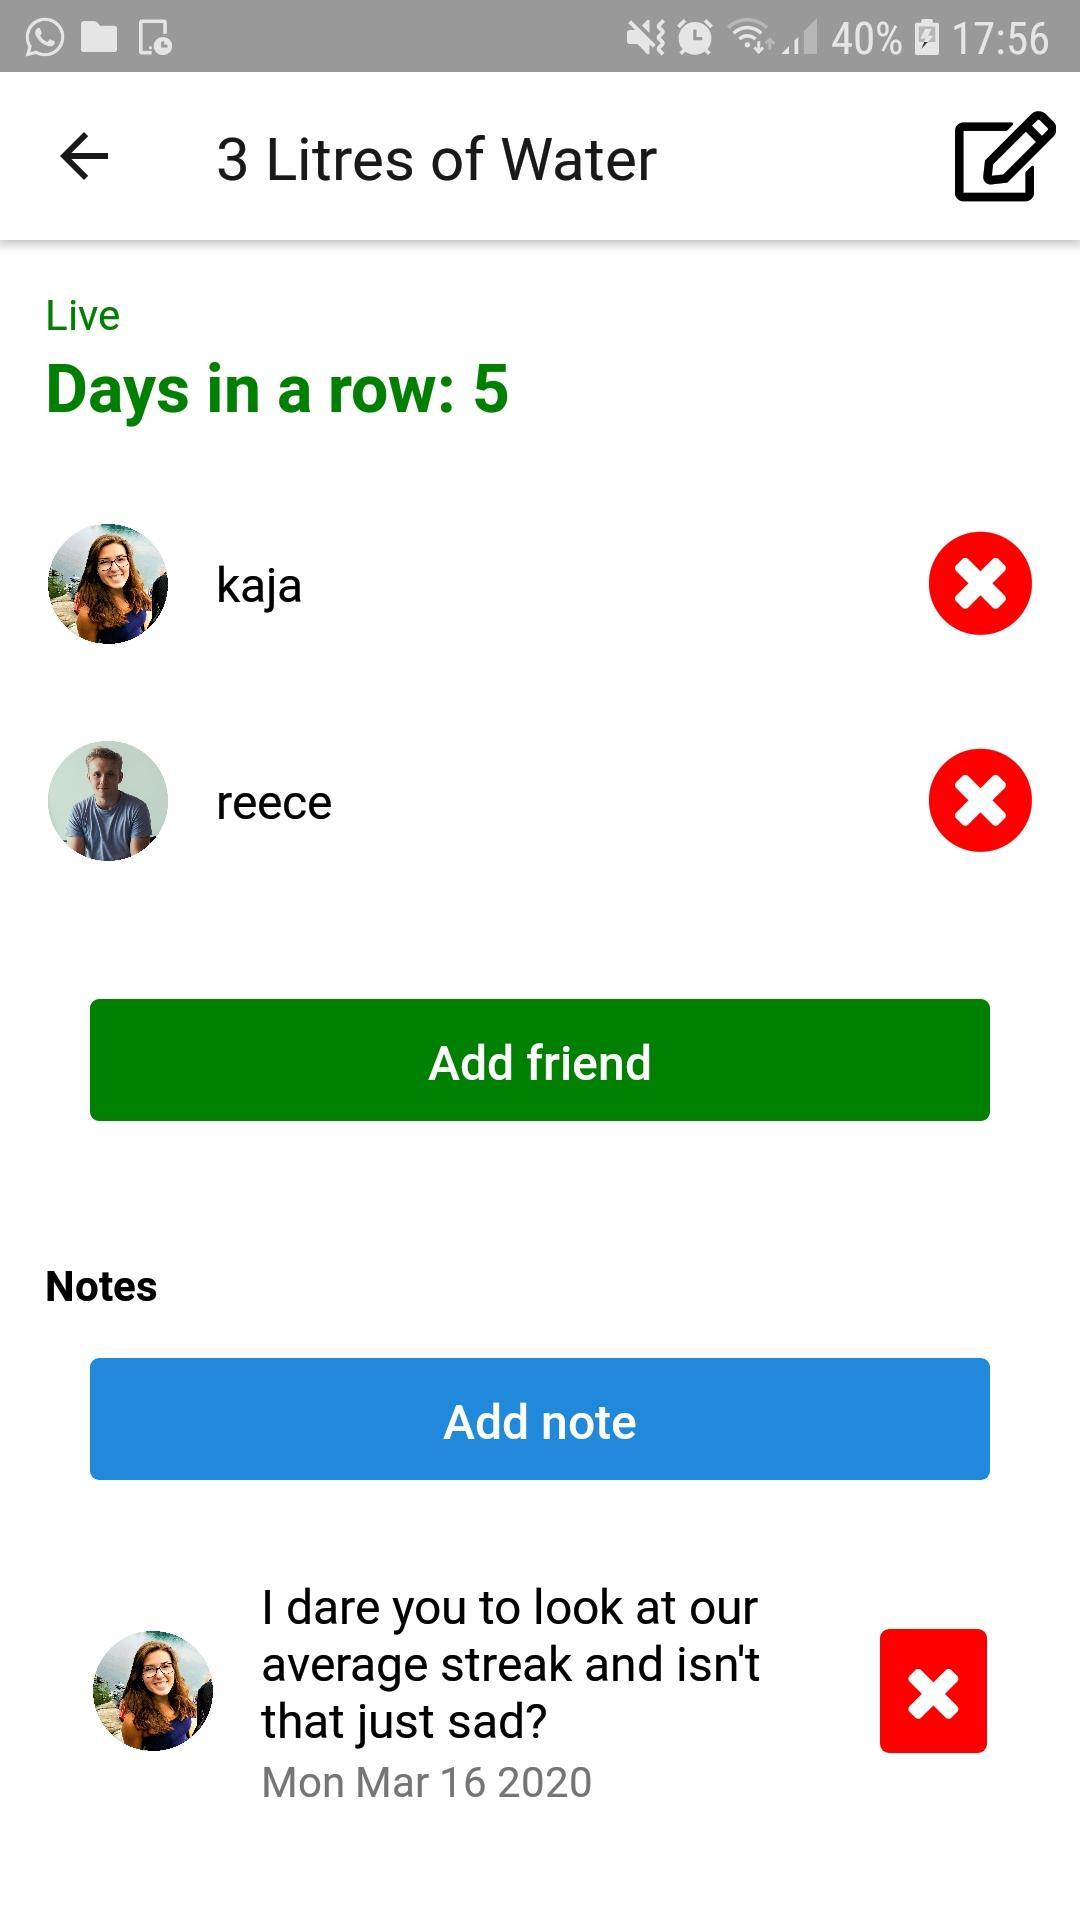 40% 17:56
3 Litres of Water
Live
Days in a row: 5
kaja
reece
Add friend
Notes
Add note
I dare you to look at our
average streak and isn't
that just sad?
Mon Mar 16 2020